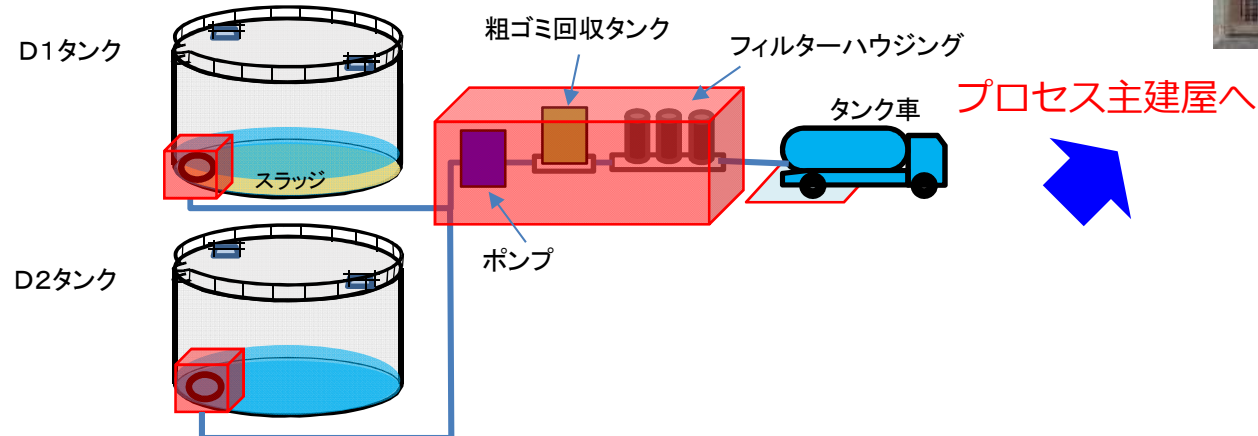 D1タンク
粗ゴミ回収タンク
フィルターハウジング
タンク車
プロセス主建屋へ
スラッジ
ポンプ
D2タンク